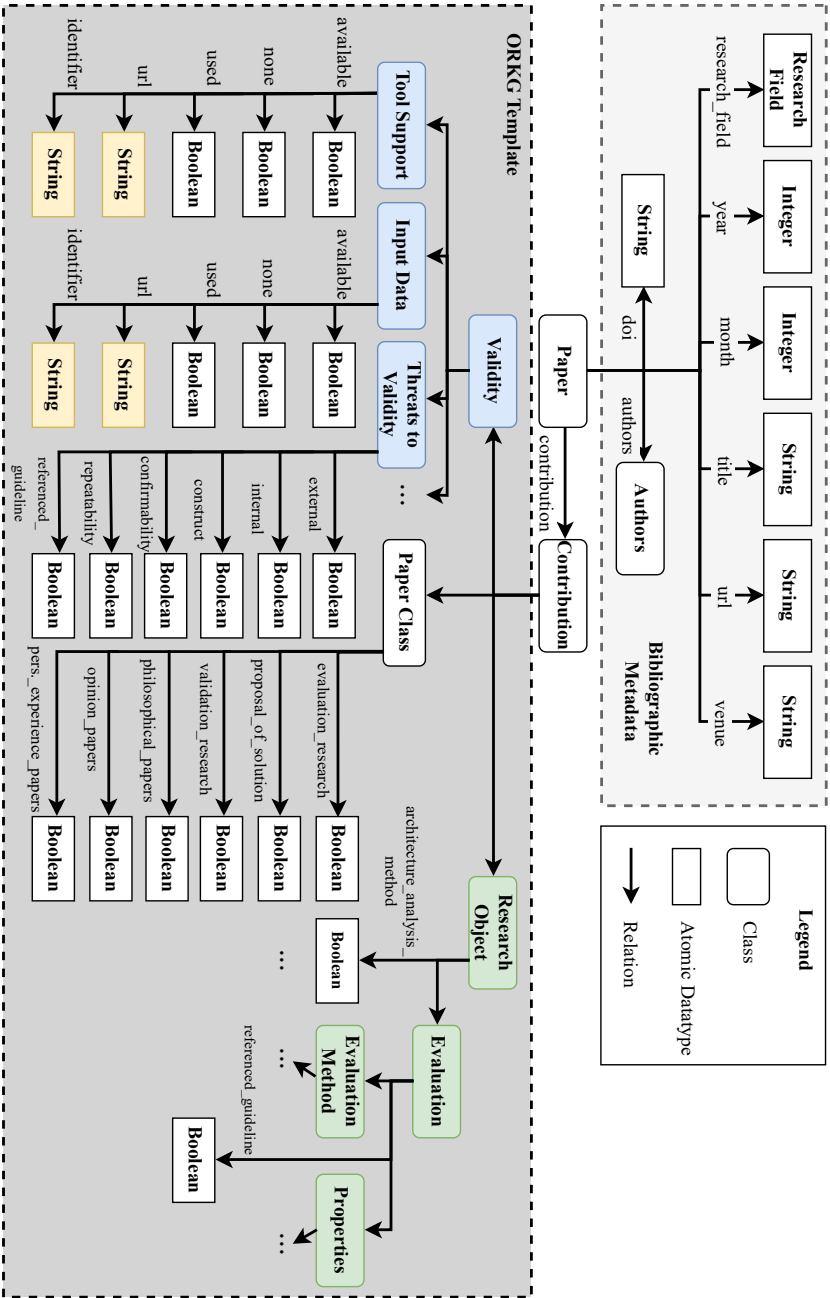 Research
Field
Integer
Integer
String
String
String
research_field
year
month
title
url
venue
String
doi
authors
Authors
Bibliographic
Metadata
Legend
Class
Atomic Datatype
Relation
Paper
contribution
Contribution
ORKG Template
Validity
Research
Object
Tool Support
Input Data
Threats to
Validity
...
Paper Class
architecture_analysis_
method
Evaluation
available
Boolean
none
Boolean
used
Boolean
url
String
identifier
String
available
Boolean
none
Boolean
used
Boolean
url
String
identifier
String
external
Boolean
internal
Boolean
construct
Boolean
confirmability
Boolean
repeatability
Boolean
referenced_
guideline
Boolean
evaluation_research
Boolean
proposal_of_solution
Boolean
validation_research
Boolean
philosophical_papers
Boolean
opinion_papers
Boolean
pers._experience_papers
Boolean
Boolean
...
Evaluation
Method
...
referenced_guideline
Boolean
Properties
...